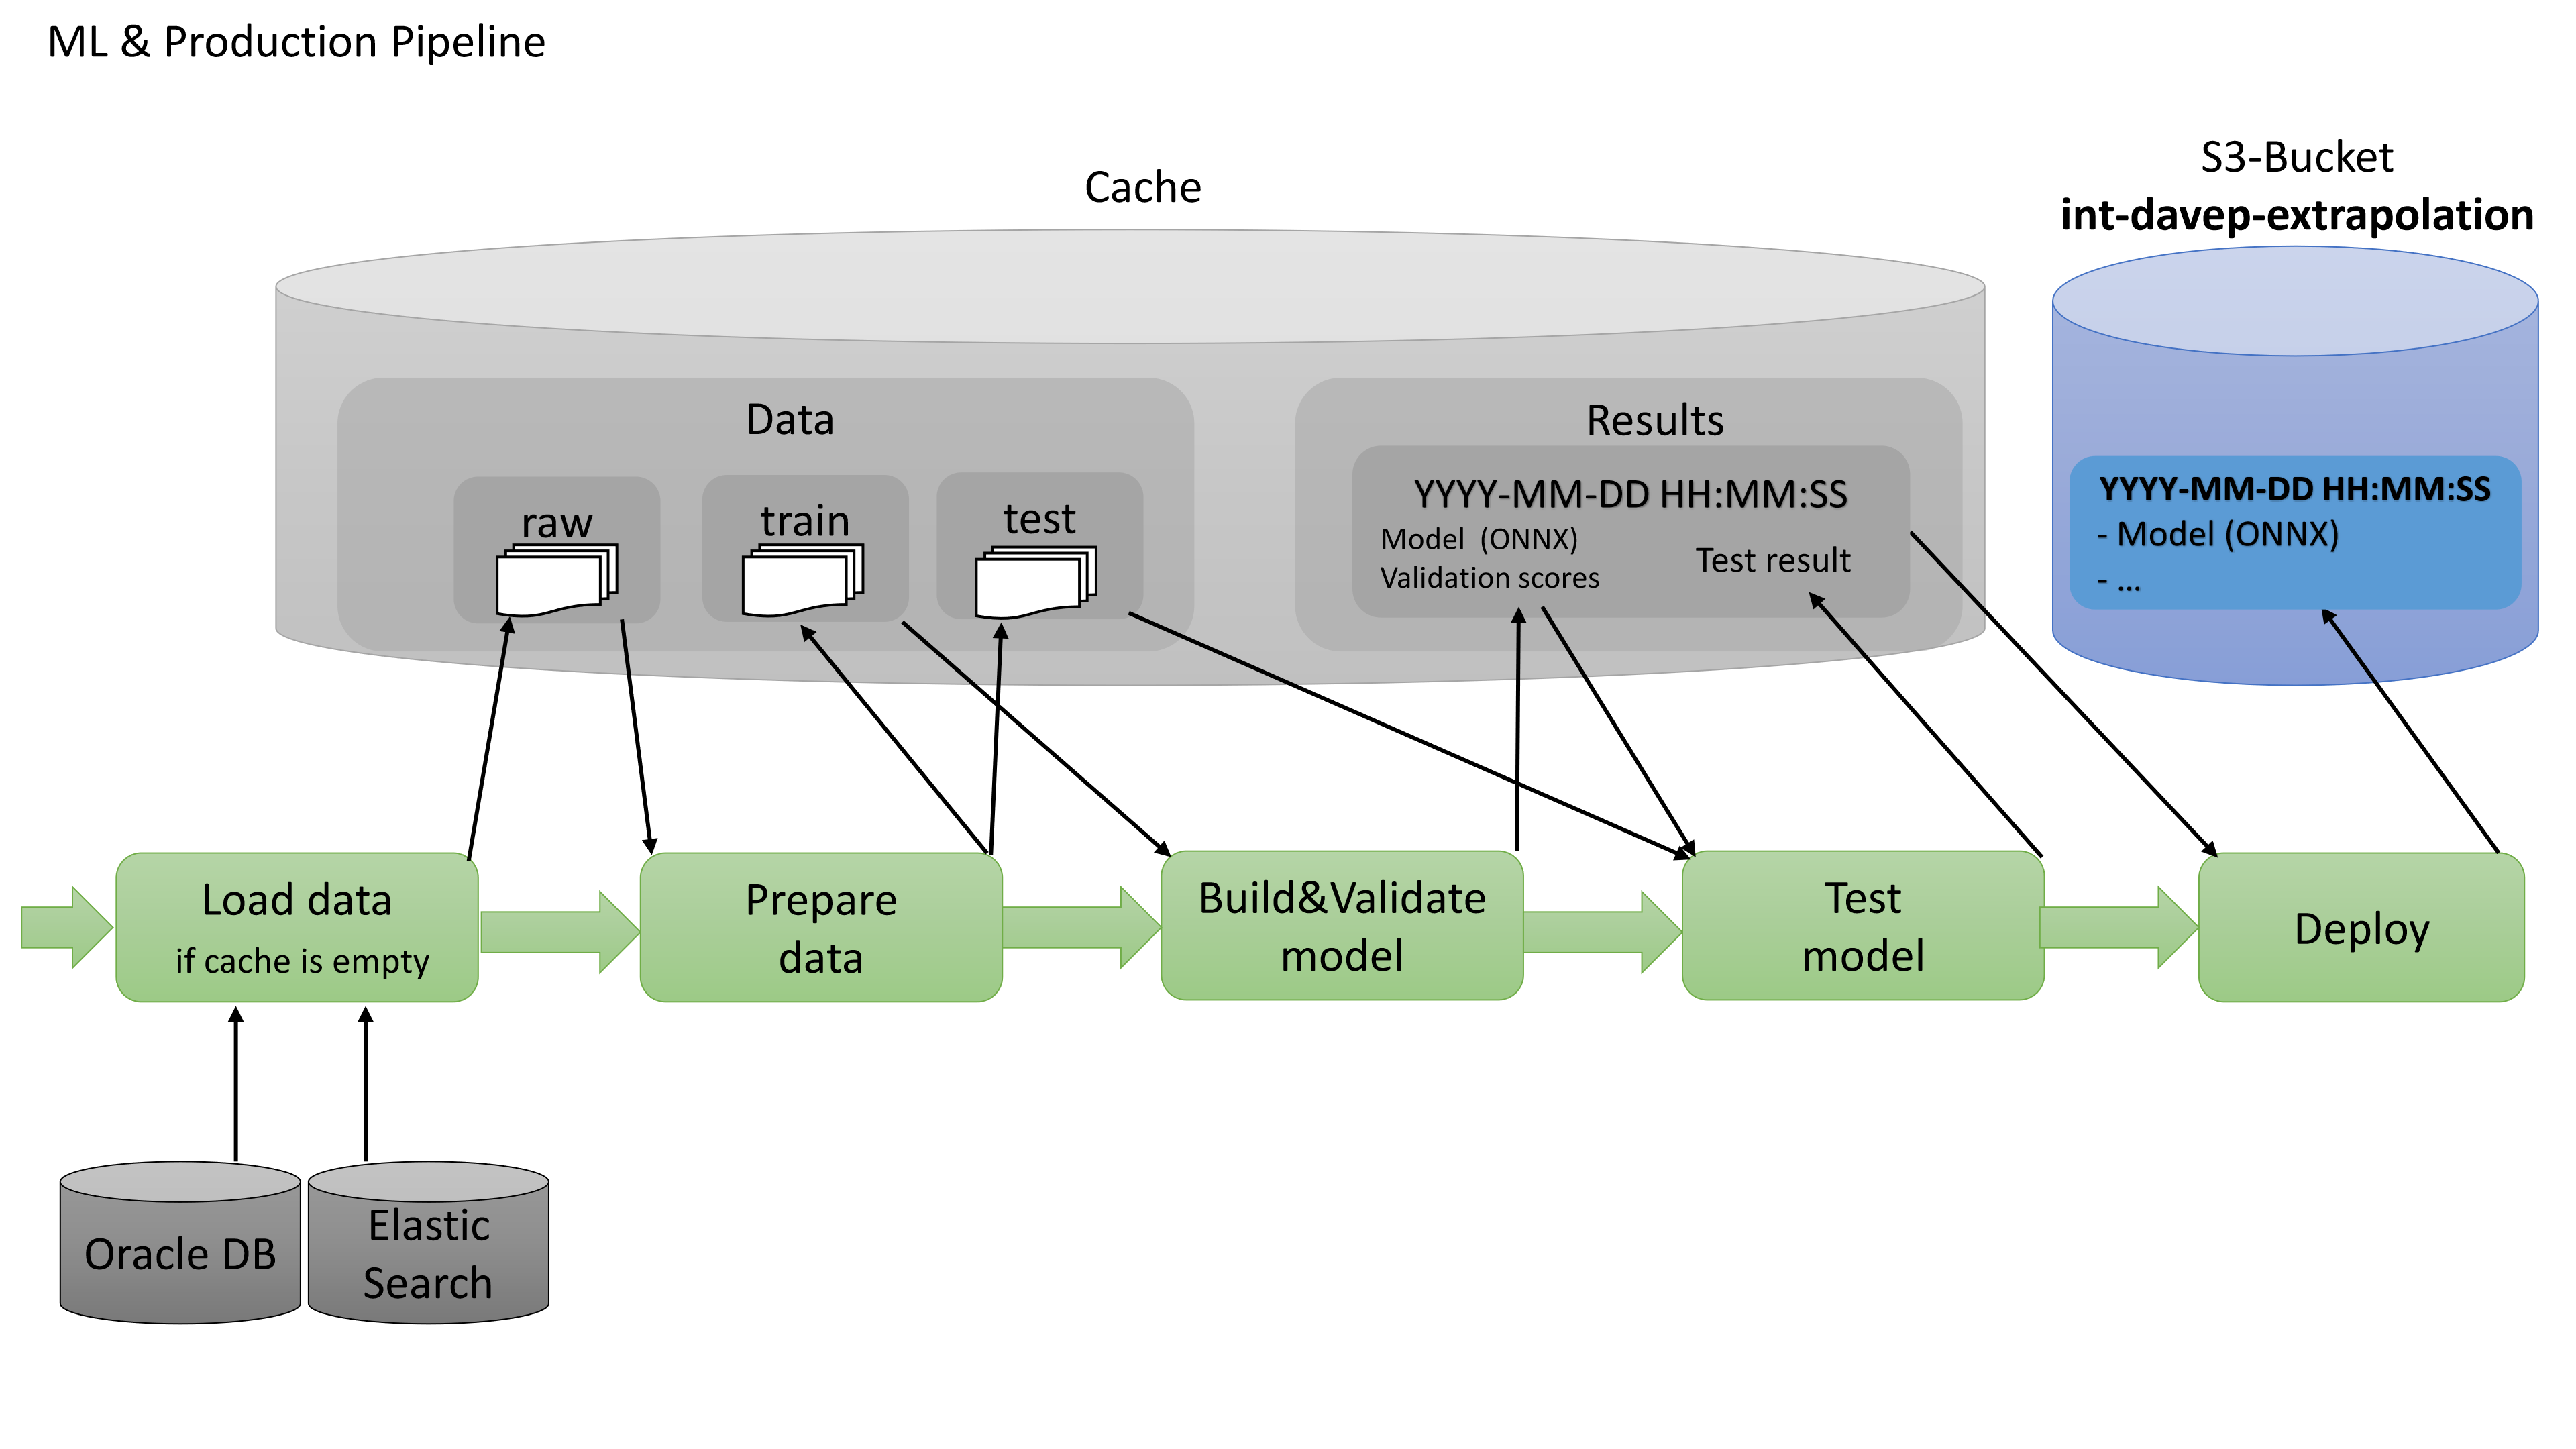 ML & Production Pipeline
Cache
S3-Bucket
int-davep-extrapolation
Data
Results
raw
train
test
YYYY-MM-DD HH:MM:SS
Model (ONNX)
Validation scores
Test result
YYYY-MM-DD HH:MM:SS
- Model (ONNX)
- ...
Load data
if cache is empty
Prepare
data
Build&Validate
model
Test
model
Deploy
Oracle DB
Elastic
Search